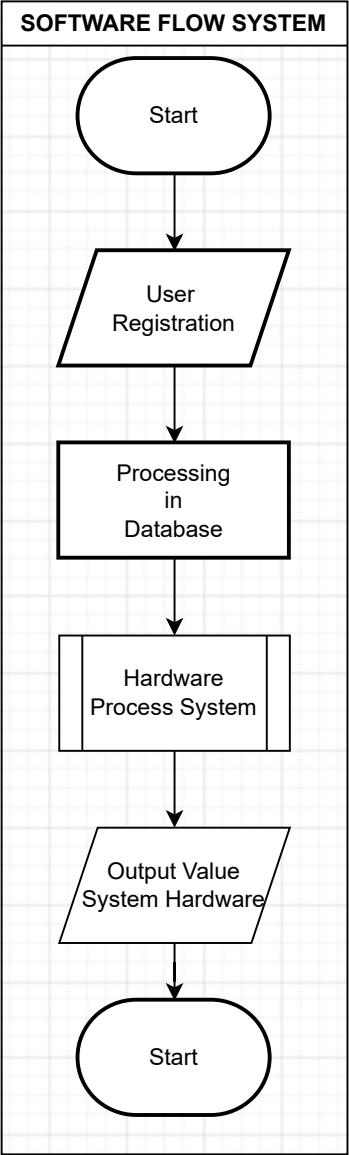 SOFTWARE FLOW SYSTEM
Start
User
Registration
Processing
in
Database
Hardware
Process System
Output Value
System Hardware
Start